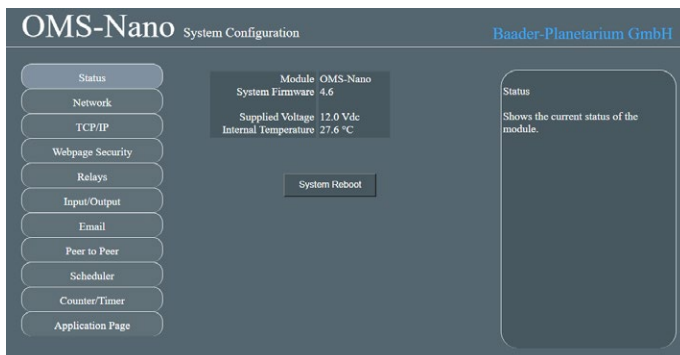 OMS-Nano System Configuration
Baader-Planetarium GmbH
Status
Network
TCP/IP
Webpage Security
Relays
Input/Output
Email
Peer to Peer
Scheduler
Counter/Timer
Application Page
Module OMS-Nano
System Firmware 4.6
Supplied Voltage 12.0 Vdc
Internal Temperature 27.6 °C
System Reboot
Status
Shows the current status of the
module.